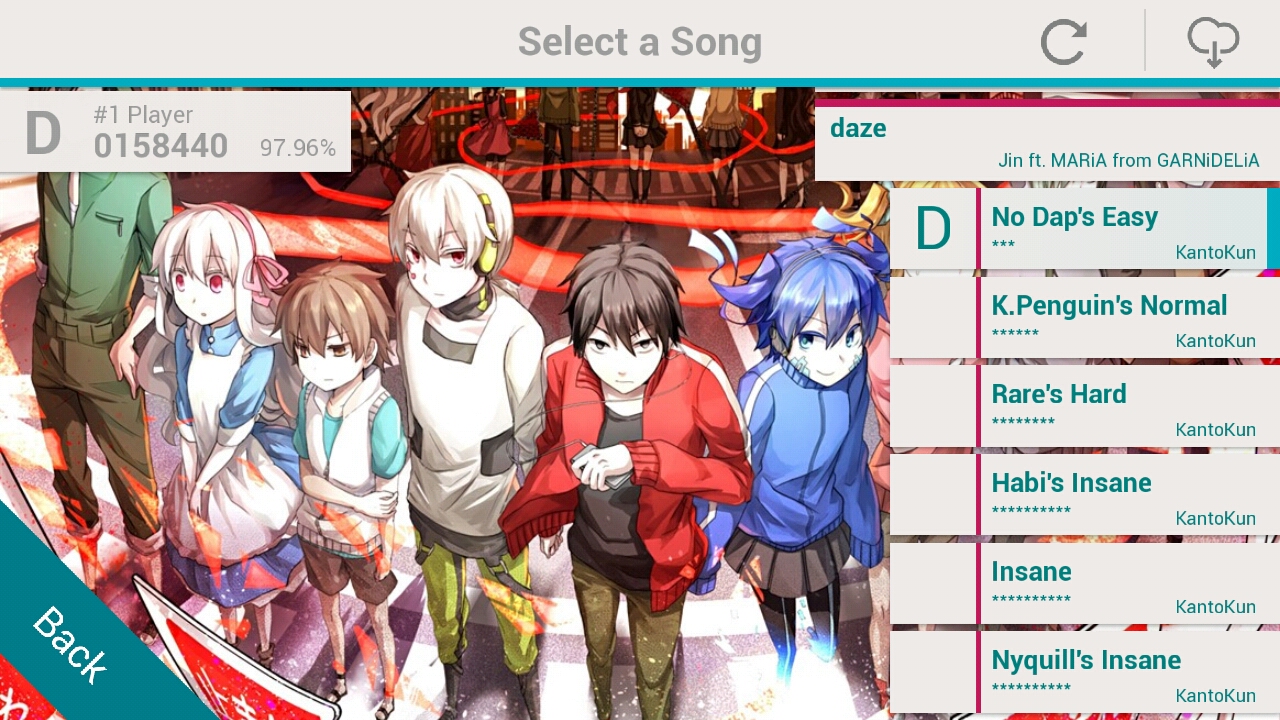 Select a Song
D
#1 Player
0158440
97.96%
daze
Jin ft. MARiA from GARNiDELiA
D
No Dap's Easy
***
KantoKun
K.Penguin's Normal
******
KantoKun
Rare's Hard
********
KantoKun
Habi's Insane
**********
KantoKun
Insane
**********
KantoKun
Nyquill's Insane
**********
KantoKun
Back